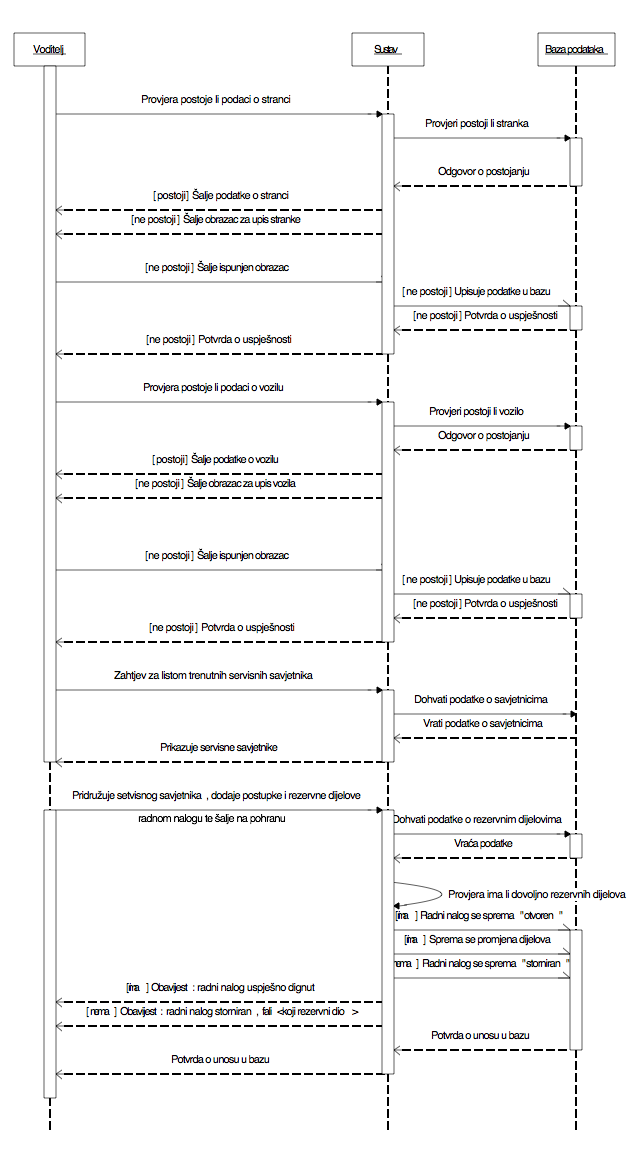 Voditelj
Sustav
Baza podataka
Provjera postoje li podaci o stranci
Provjeri postoji li stranka
Odgovor o postojanju
[postoji] Šalje podatke o stranci
[ne postoji] Šalje obrazac za upis stranke
[ne postoji] Šalje ispunjen obrazac
[ne postoji] Upisuje podatke u bazu
[ne postoji] Potvrda o uspješnosti
[ne postoji] Potvrda o uspješnosti
Provjera postoje li podaci o vozilu
Provjeri postoji li vozilo
Odgovor o postojanju
[postoji] Šalje podatke o vozilu
[ne postoji] Šalje obrazac za upis vozila
[ne postoji] Šalje ispunjen obrazac
[ne postoji] Upisuje podatke u bazu
[ne postoji] Potvrda o uspješnosti
[ne postoji] Potvrda o uspješnosti
Zahtjev za listom trenutnih servisnih savjetnika
Dohvati podatke o savjetnicima
Vrati podatke o savjetnicima
Prikazuje servisne savjetnike
Pridružuje setvisnog savjetnika , dodaje postupke i rezervne dijelove
radnom nalogu te šalje na pohranu
Dohvati podatke o rezervnim dijelovima
Vraća podatke
Provjera ima li dovoljno rezervnih dijelova
[ima ] Radni nalog se sprema "otvoren "
[ima ] Sprema se promjena dijelova
nema ] Radni nalog se sprema "storniran "
[ima ] Obavijest : radni nalog uspješno dignut
[nema ] Obavijest : radni nalog storniran , fali <koji rezervni dio >
Potvrda o unosu u bazu
Potvrda o unosu u bazu